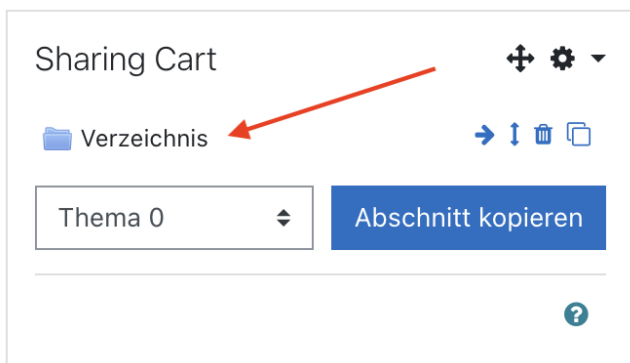 Sharing Cart
Verzeichnis
Thema 0
Abschnitt kopieren
?